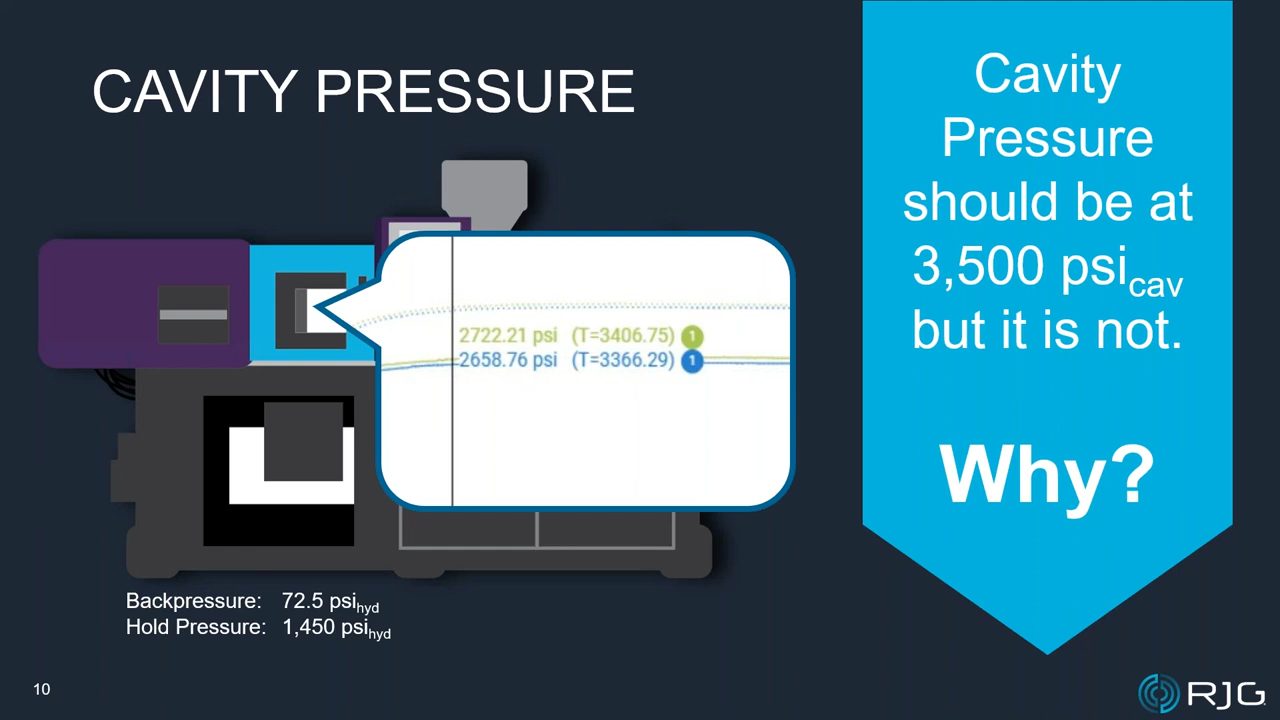 CAVITY PRESSURE
2722.21 psi (T=3406.75) 1
2658.76 psi (T=3366.29) 1
Backpressure: 72.5 psihyd
Hold Pressure: 1,450 psihyd
Cavity
Pressure
should be at
3,500 psicav
but it is not.
Why?
10
RJG